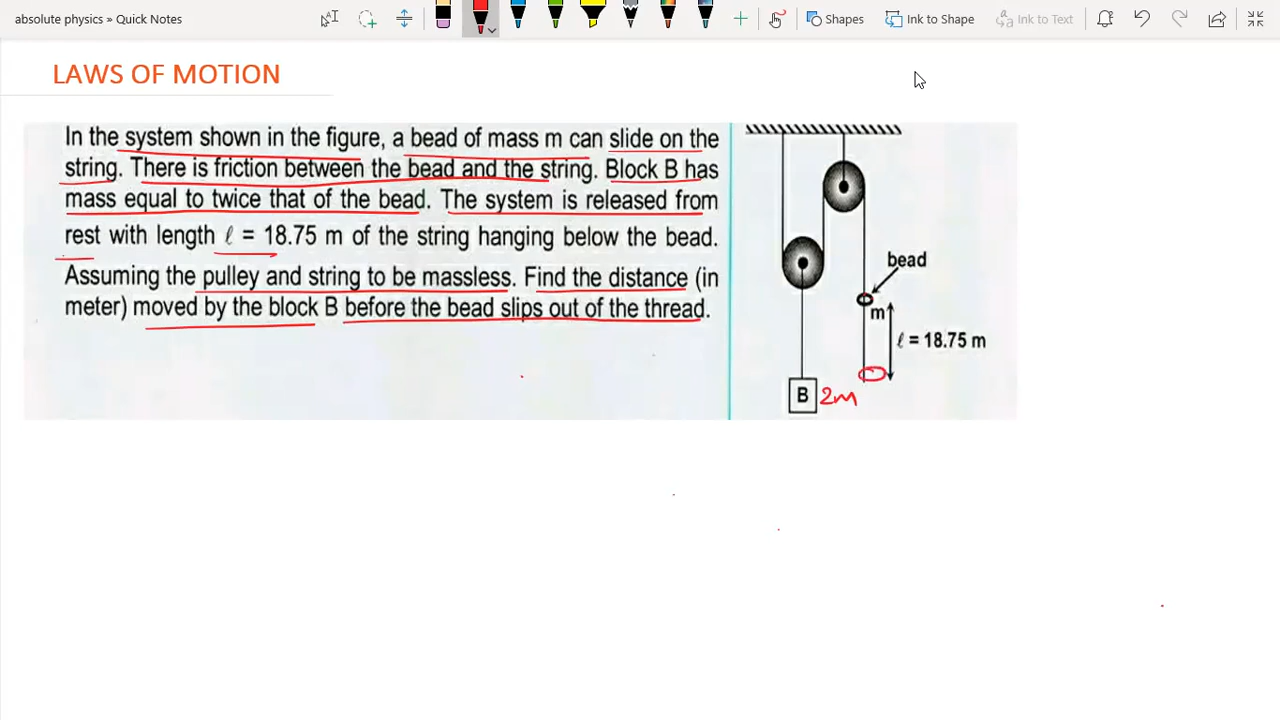 absolute physics » Quick Notes
Shapes
Ink to Shape
Ink to Text
LAWS OF MOTION
In the system shown in the figure, a bead of mass m can slide on the
string. There is friction between the bead and the string. Block B has
mass equal to twice that of the bead. The system is released from
rest with length ℓ = 18.75 m of the string hanging below the bead.
Assuming the pulley and string to be massless. Find the distance (in
meter) moved by the block B before the bead slips out of the thread.
bead
m
ℓ = 18.75 m
B
2m